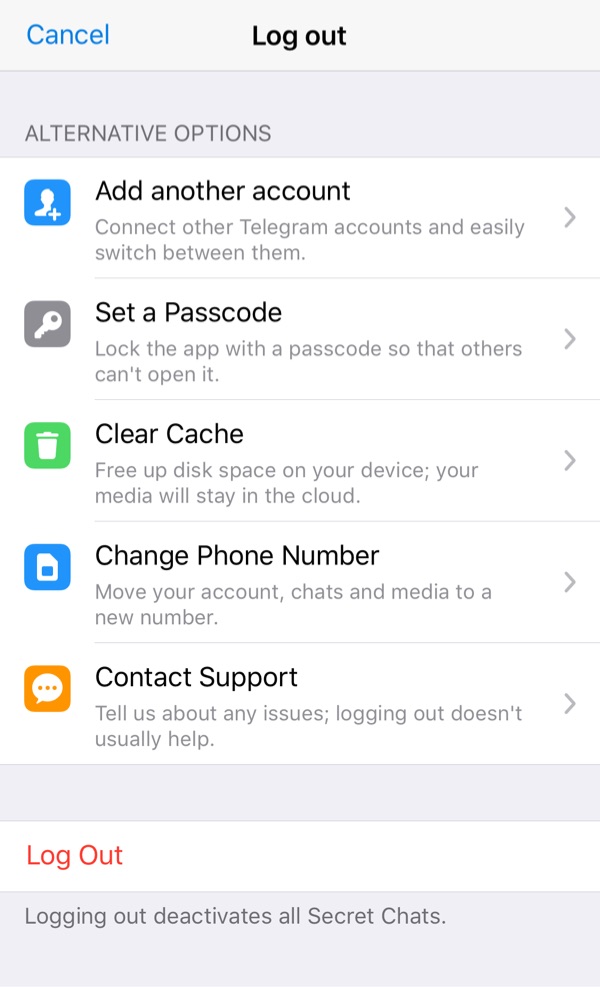 Cancel
Log out
ALTERNATIVE OPTIONS
Add another account
Connect other Telegram accounts and easily
switch between them.
Set a Passcode
Lock the app with a passcode so that others
can't open it.
Clear Cache
Free up disk space on your device; your
media will stay in the cloud.
Change Phone Number
Move your account, chats and media to a
new number.
Contact Support
Tell us about any issues; logging out doesn't
usually help.
Log Out
Logging out deactivates all Secret Chats.